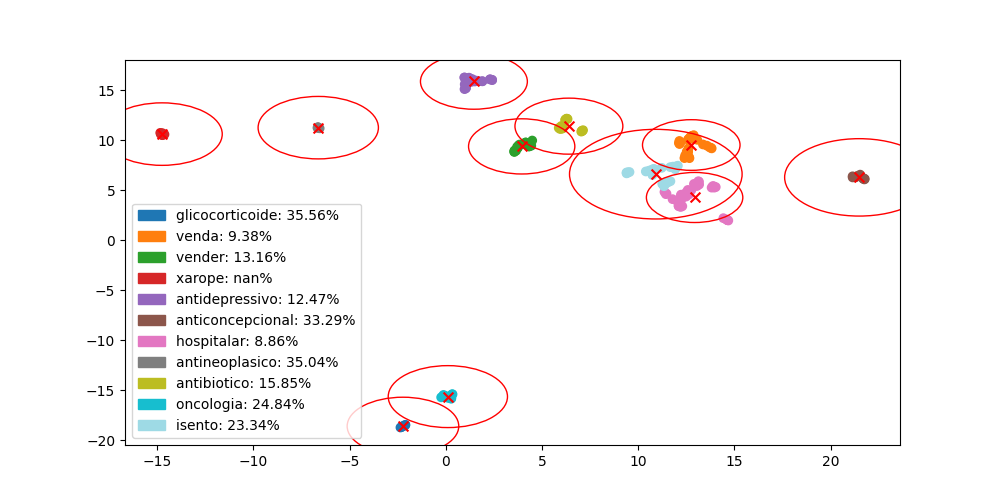 15
10
5
0
−5
−10
−15
−20
glicocorticoide: 35.56%
venda: 9.38%
vender: 13.16%
xarope: nan%
antidepressivo: 12.47%
anticoncepcional: 33.29%
hospitalar: 8.86%
antineoplasico: 35.04%
antibiotico: 15.85%
oncologia: 24.84%
isento: 23.34%
−15 −10 −5 0 5 10 15 20